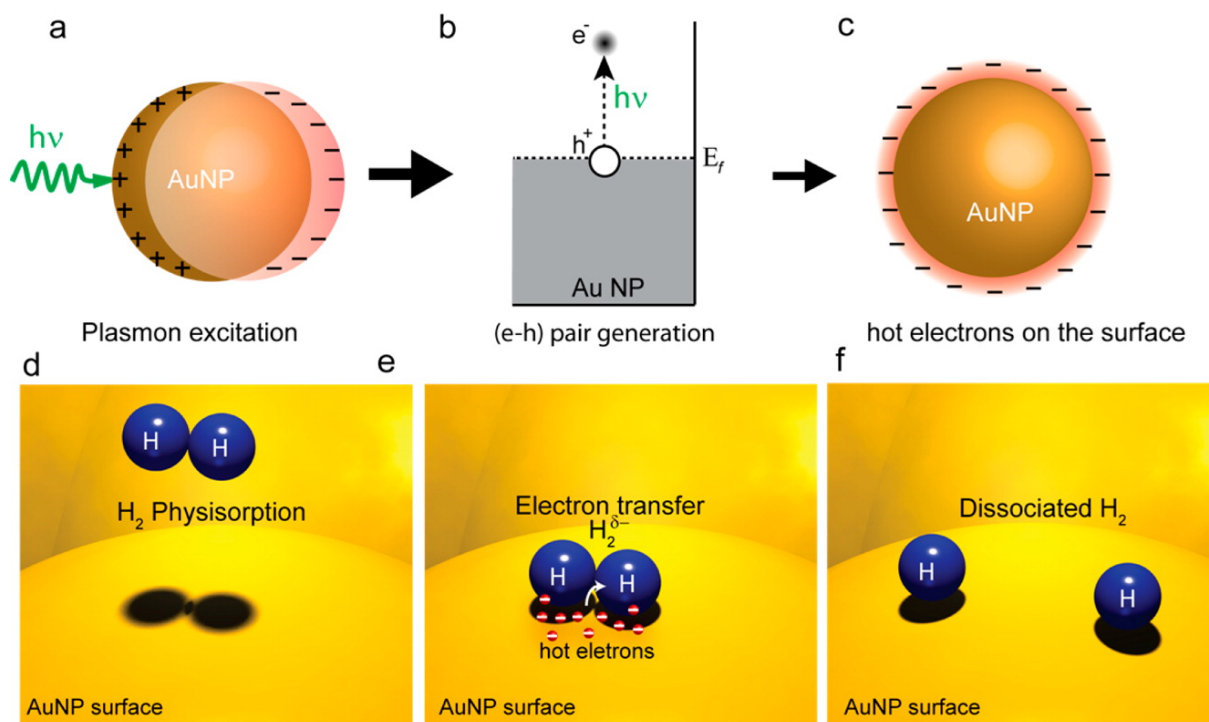 a
hν
AuNP
Plasmon excitation
b
e-
hν
h+
Ef
Au NP
(e-h) pair generation
c
AuNP
hot electrons on the surface
d
H H
H2 Physisorption
AuNP surface
e
Electron transfer
H2δ−
H H
hot eletrons
AuNP surface
f
Dissociated H2
H
H
AuNP surface